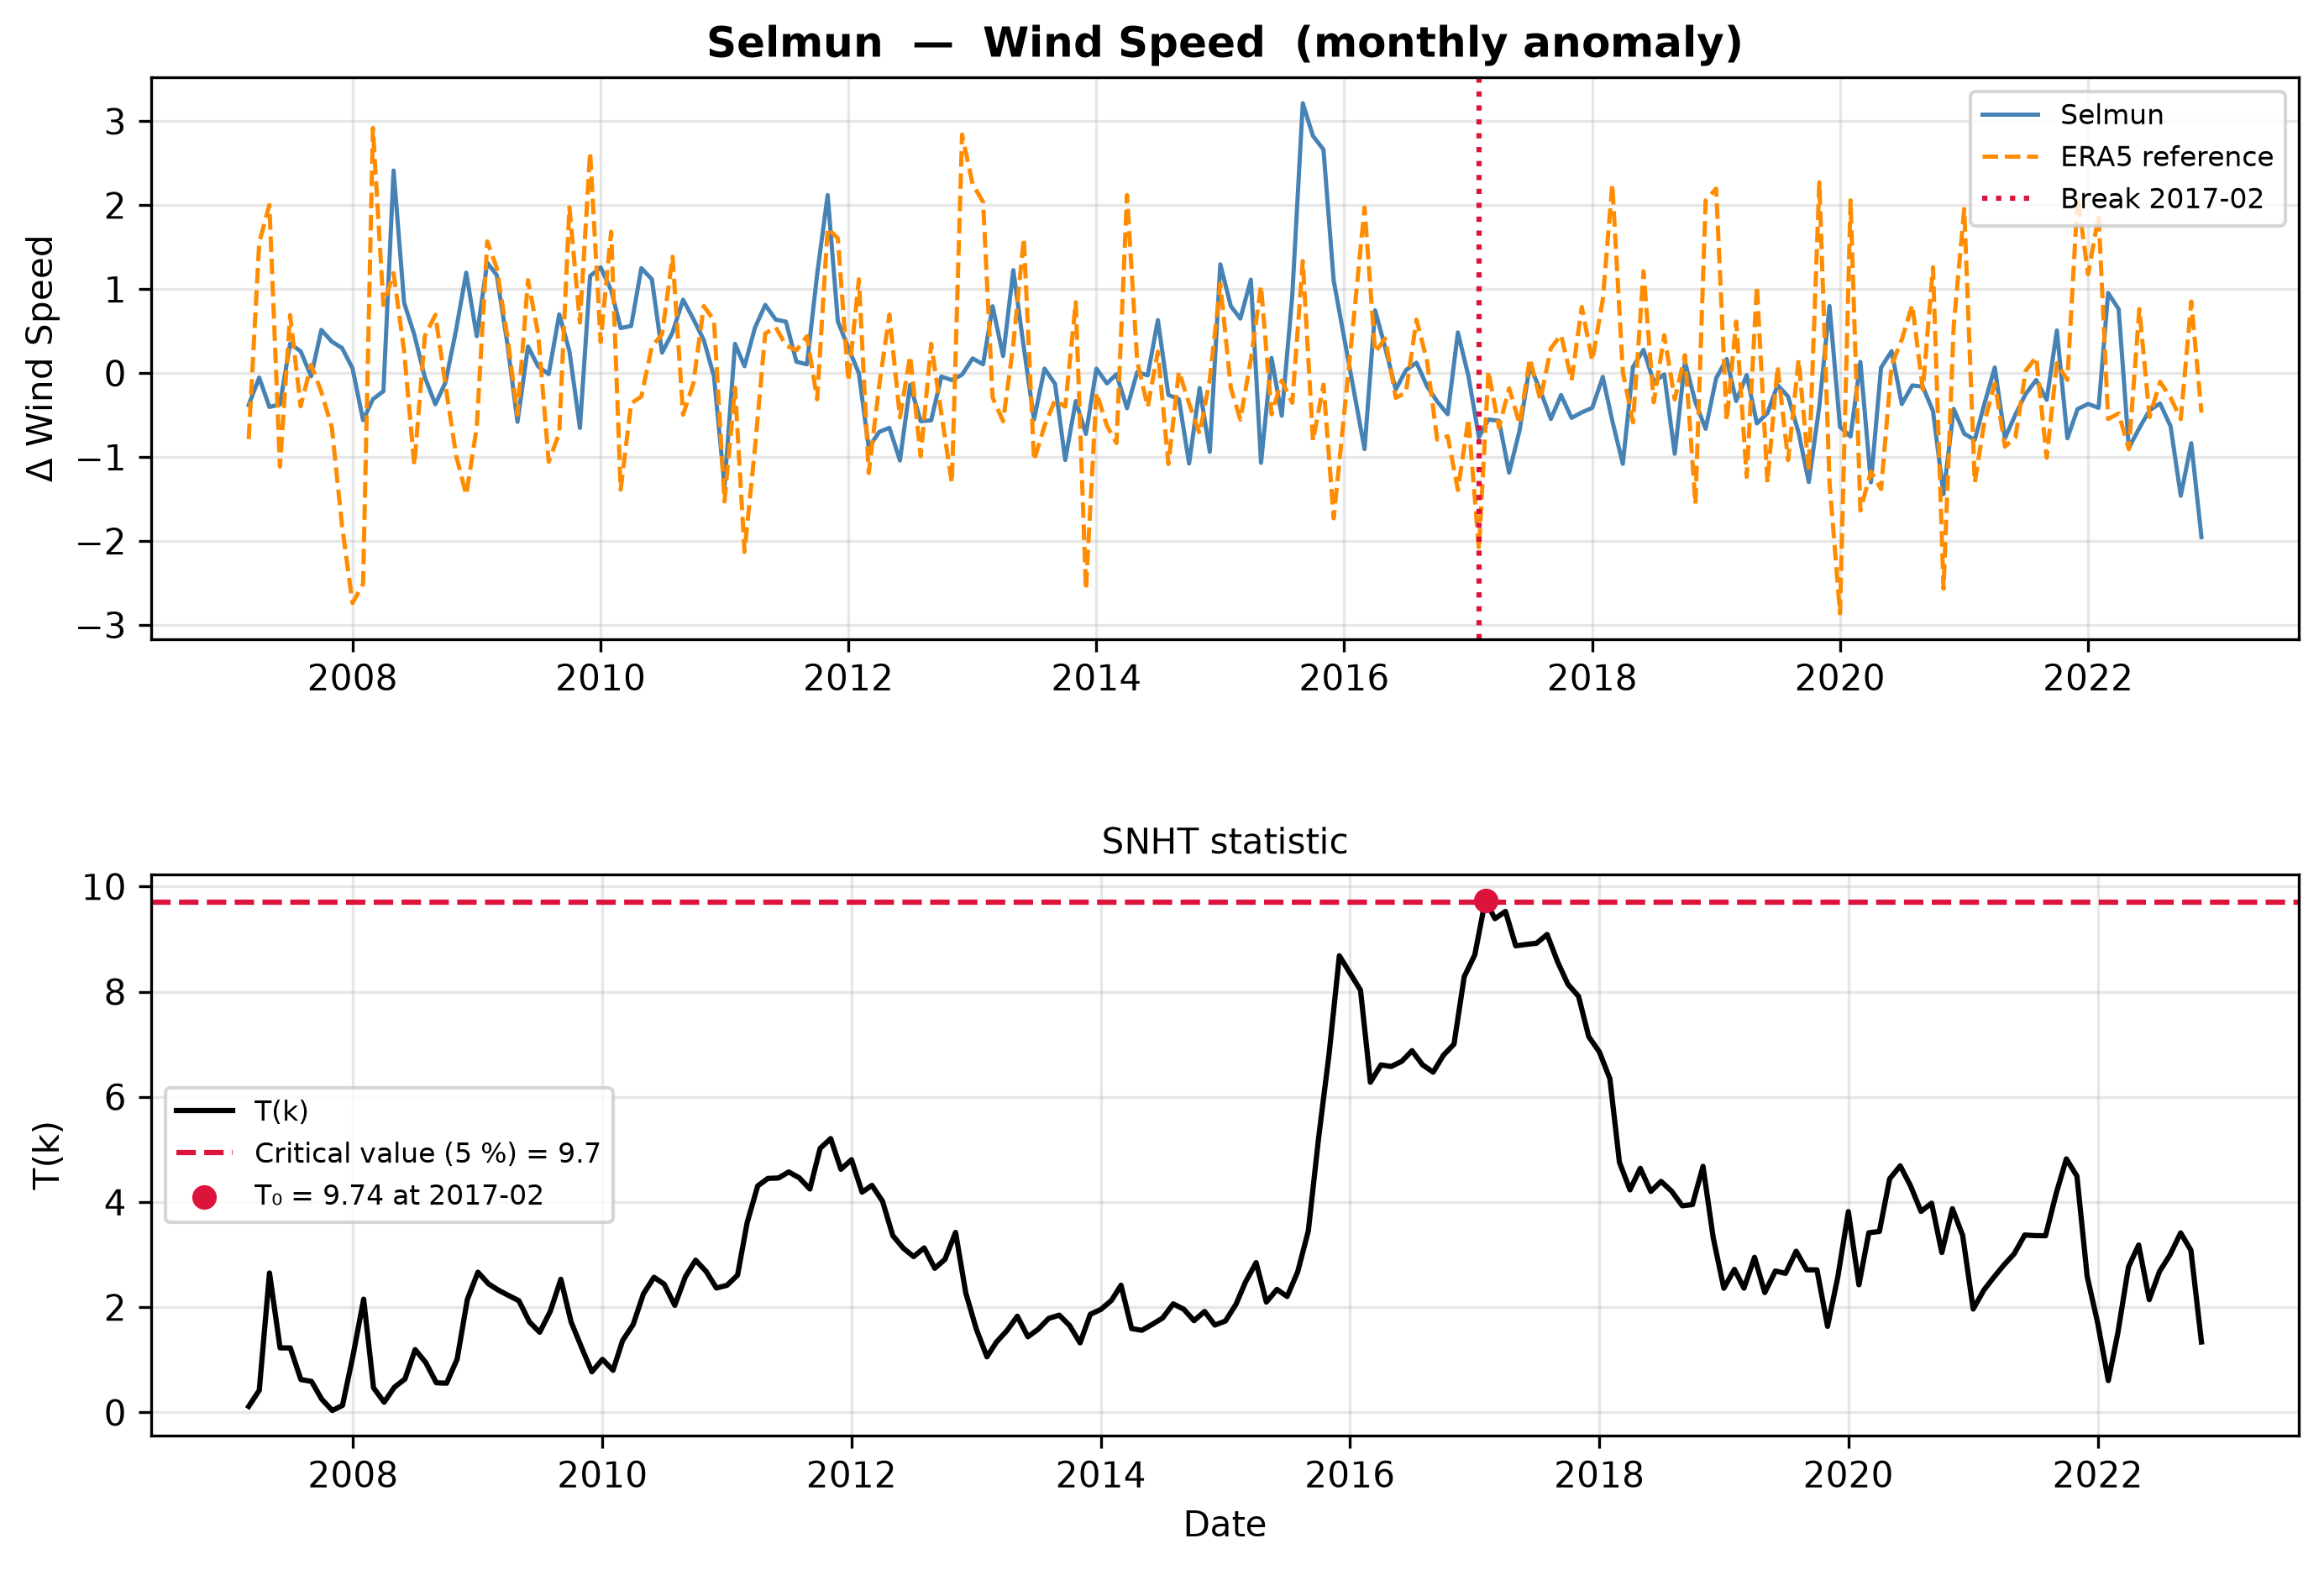 Selmun — Wind Speed (monthly anomaly)
Δ Wind Speed
3
2
1
0
−1
−2
−3
Selmun
ERA5 reference
Break 2017-02
2008 2010 2012 2014 2016 2018 2020 2022
SNHT statistic
T(k)
10
8
6
4
2
0
T(k)
Critical value (5 %) = 9.7
T₀ = 9.74 at 2017-02
2008 2010 2012 2014 2016 2018 2020 2022
Date